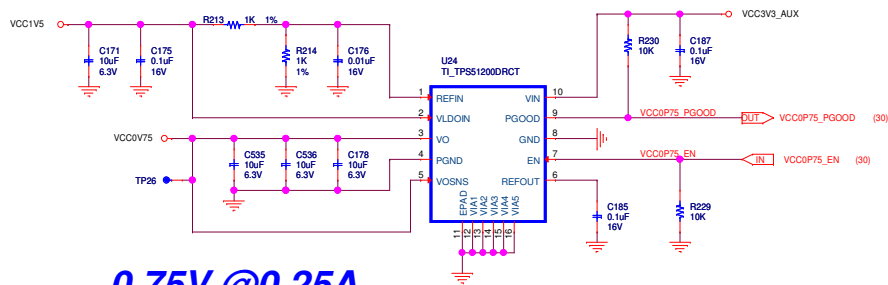 VCC1V5
R213 1K 1%
VCC3V3_AUX
C171
10uF
6.3V
C175
0.1uF
16V
R214
1K
1%
C176
0.01uF
16V
U24
TI_TPS51200DRCT
R230
10K
C187
0.1uF
16V
1 REFIN
VIN 10
2 VLDOIN
PGOOD 9
VCC0P75_PGOOD
OUT VCC0P75_PGOOD (30)
VCC0V75
3 VO
GND 8
C535
10uF
6.3V
C536
10uF
6.3V
C178
10uF
6.3V
4 PGND
EN 7
VCC0P75_EN
IN VCC0P75_EN (30)
TP26
5 VOSNS
REFOUT 6
C185
0.1uF
16V
R229
10K
EPAD
VIA1
VIA2
VIA3
VIA4
VIA5
11
12
13
14
15
16
0.75V @0.25A